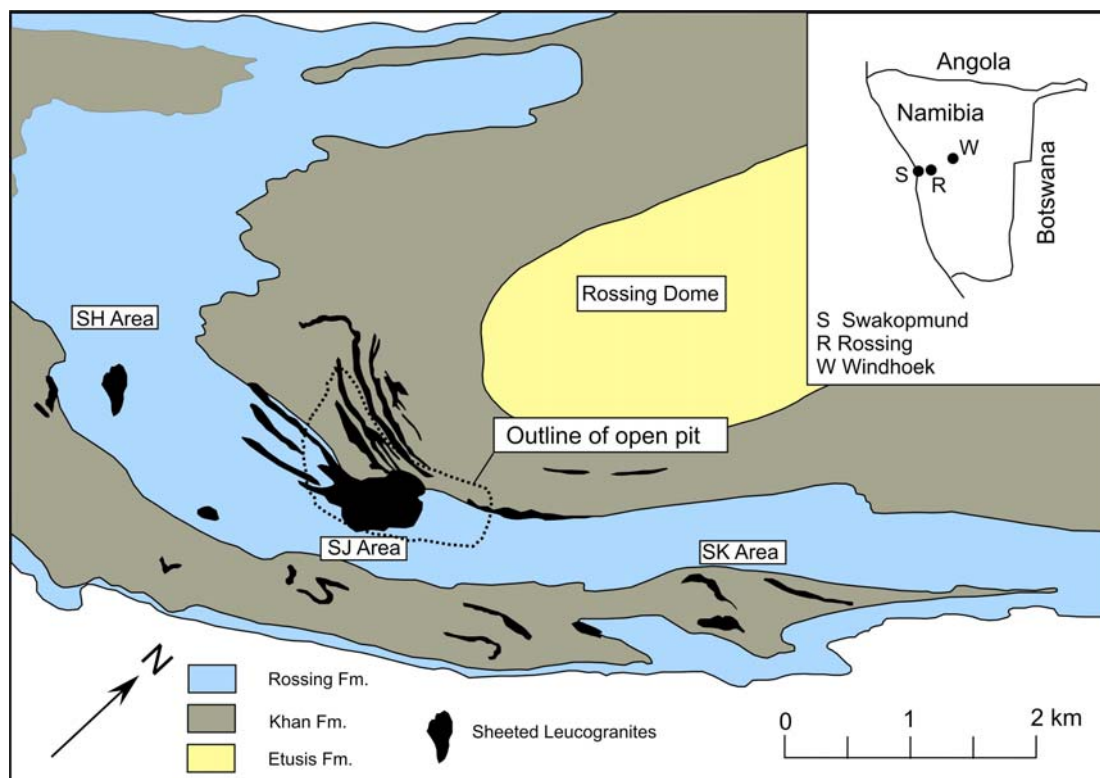 Angola
Namibia
W
S
R
Botswana
S Swakopmund
R Rossing
W Windhoek
Rossing Dome
SH Area
Outline of open pit
SJ Area
SK Area
N
Rossing Fm.
Khan Fm.
Etusis Fm.
Sheeted Leucogranites
0 1 2 km